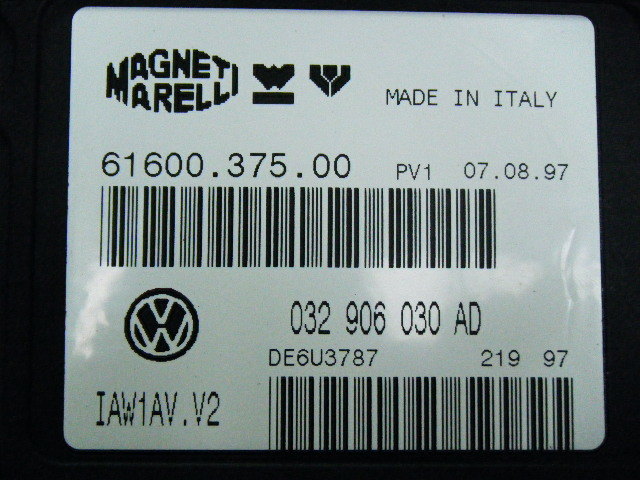 MAGNETI
MARELLI
MADE IN ITALY
61600.375.00 PV1 07.08.97
032 906 030 AD
DE6U3787 219 97
IAW1AV.V2